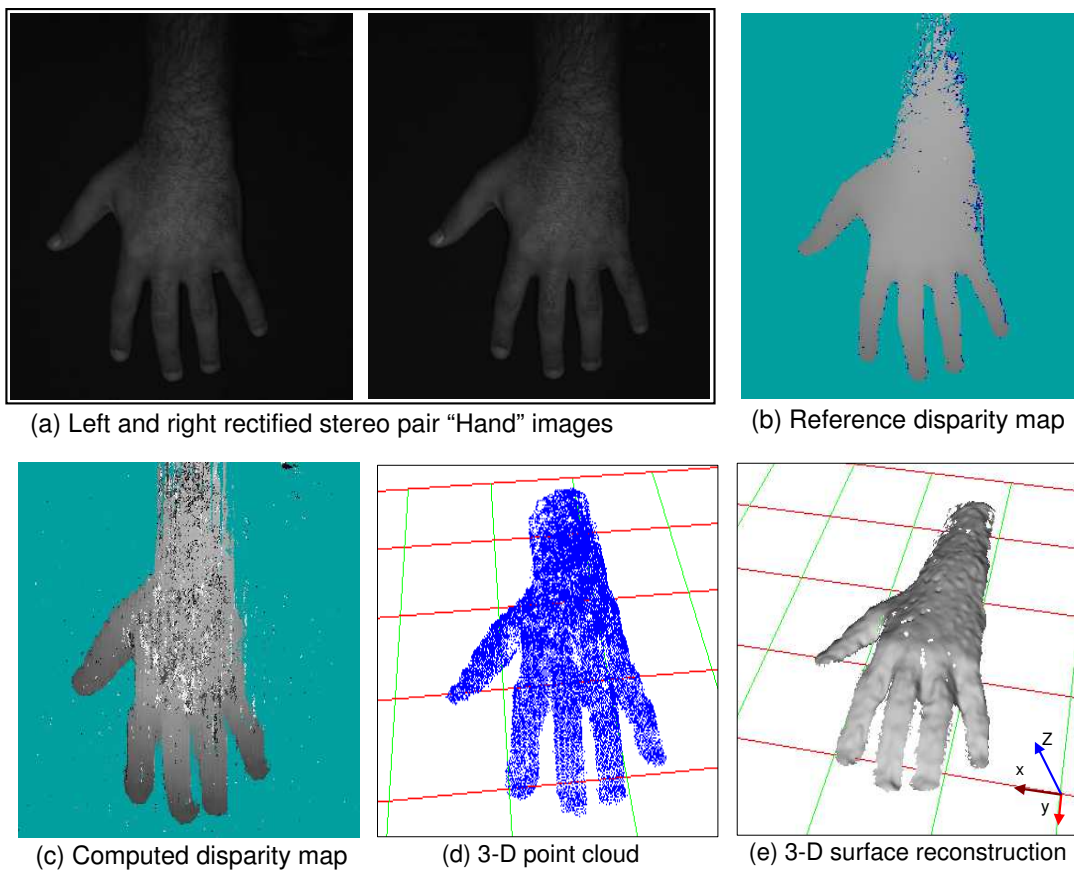 (a) Left and right rectified stereo pair “Hand” images
(b) Reference disparity map
(c) Computed disparity map
(d) 3-D point cloud
Z
x
y
(e) 3-D surface reconstruction